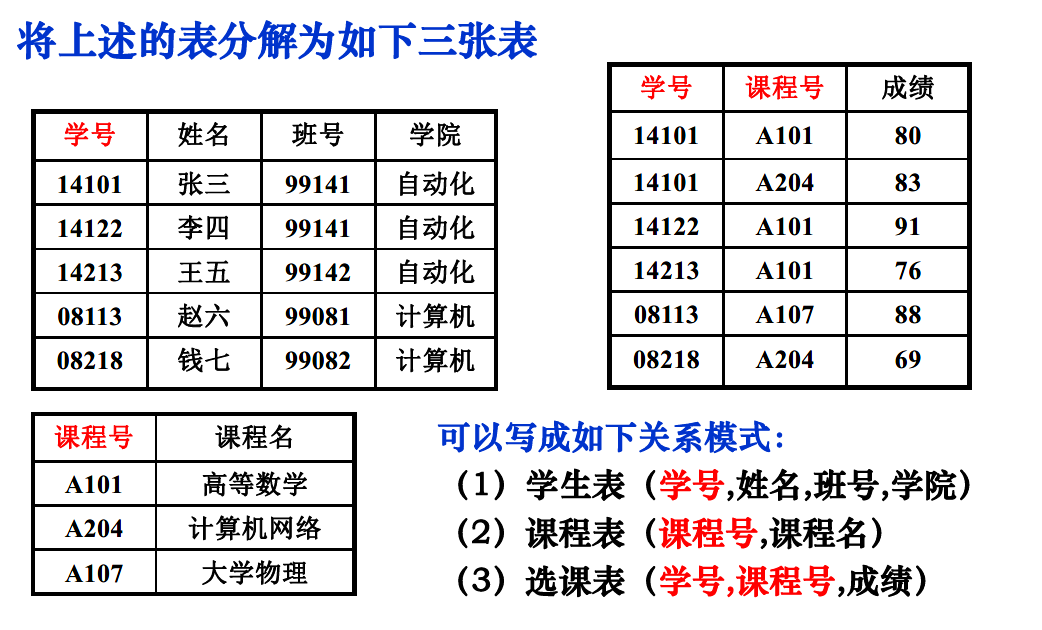 将上述的表分解为如下三张表
学号 姓名 班号 学院
14101 张三 99141 自动化
14122 李四 99141 自动化
14213 王五 99142 自动化
08113 赵六 99081 计算机
08218 钱七 99082 计算机
学号 课程号 成绩
14101 A101 80
14101 A204 83
14122 A101 91
14213 A101 76
08113 A107 88
08218 A204 69
课程号 课程名
A101 高等数学
A204 计算机网络
A107 大学物理
可以写成如下关系模式:
（1）学生表（学号,姓名,班号,学院）
（2）课程表（课程号,课程名）
（3）选课表（学号,课程号,成绩）